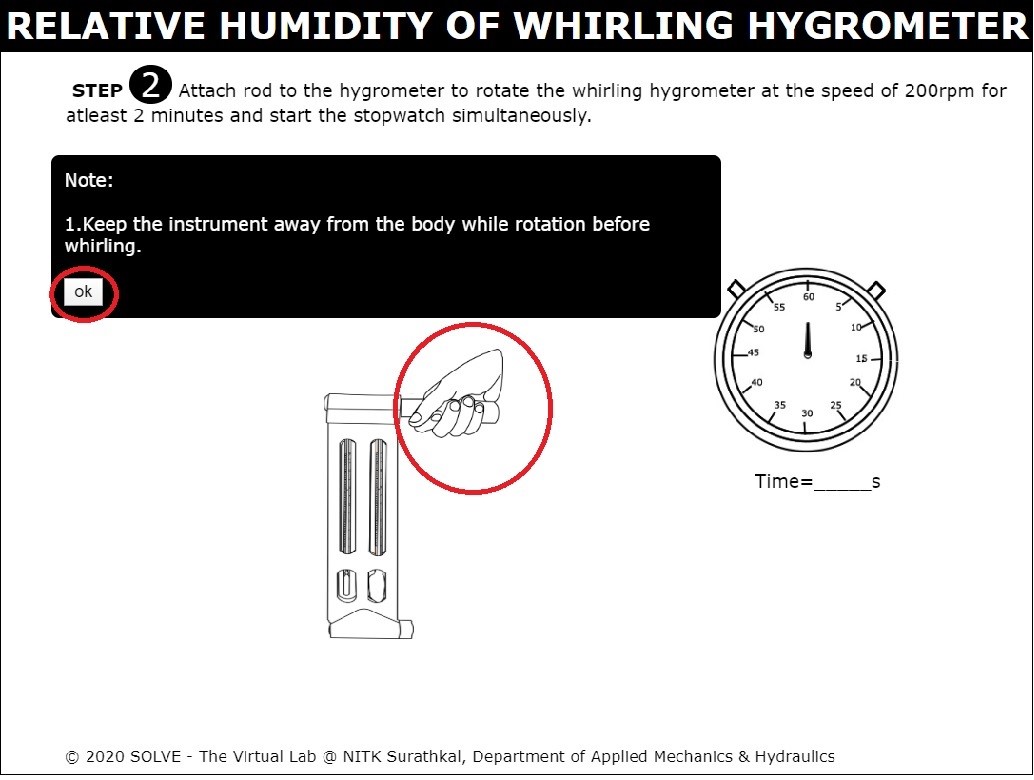 RELATIVE HUMIDITY OF WHIRLING HYGROMETER
STEP 2 Attach rod to the hygrometer to rotate the whirling hygrometer at the speed of 200rpm for
atleast 2 minutes and start the stopwatch simultaneously.
Note:
1.Keep the instrument away from the body while rotation before
whirling.
ok
60
55 5
50 10
45 15
40 20
35 25
30
Time=_____s
© 2020 SOLVE - The Virtual Lab @ NITK Surathkal, Department of Applied Mechanics & Hydraulics